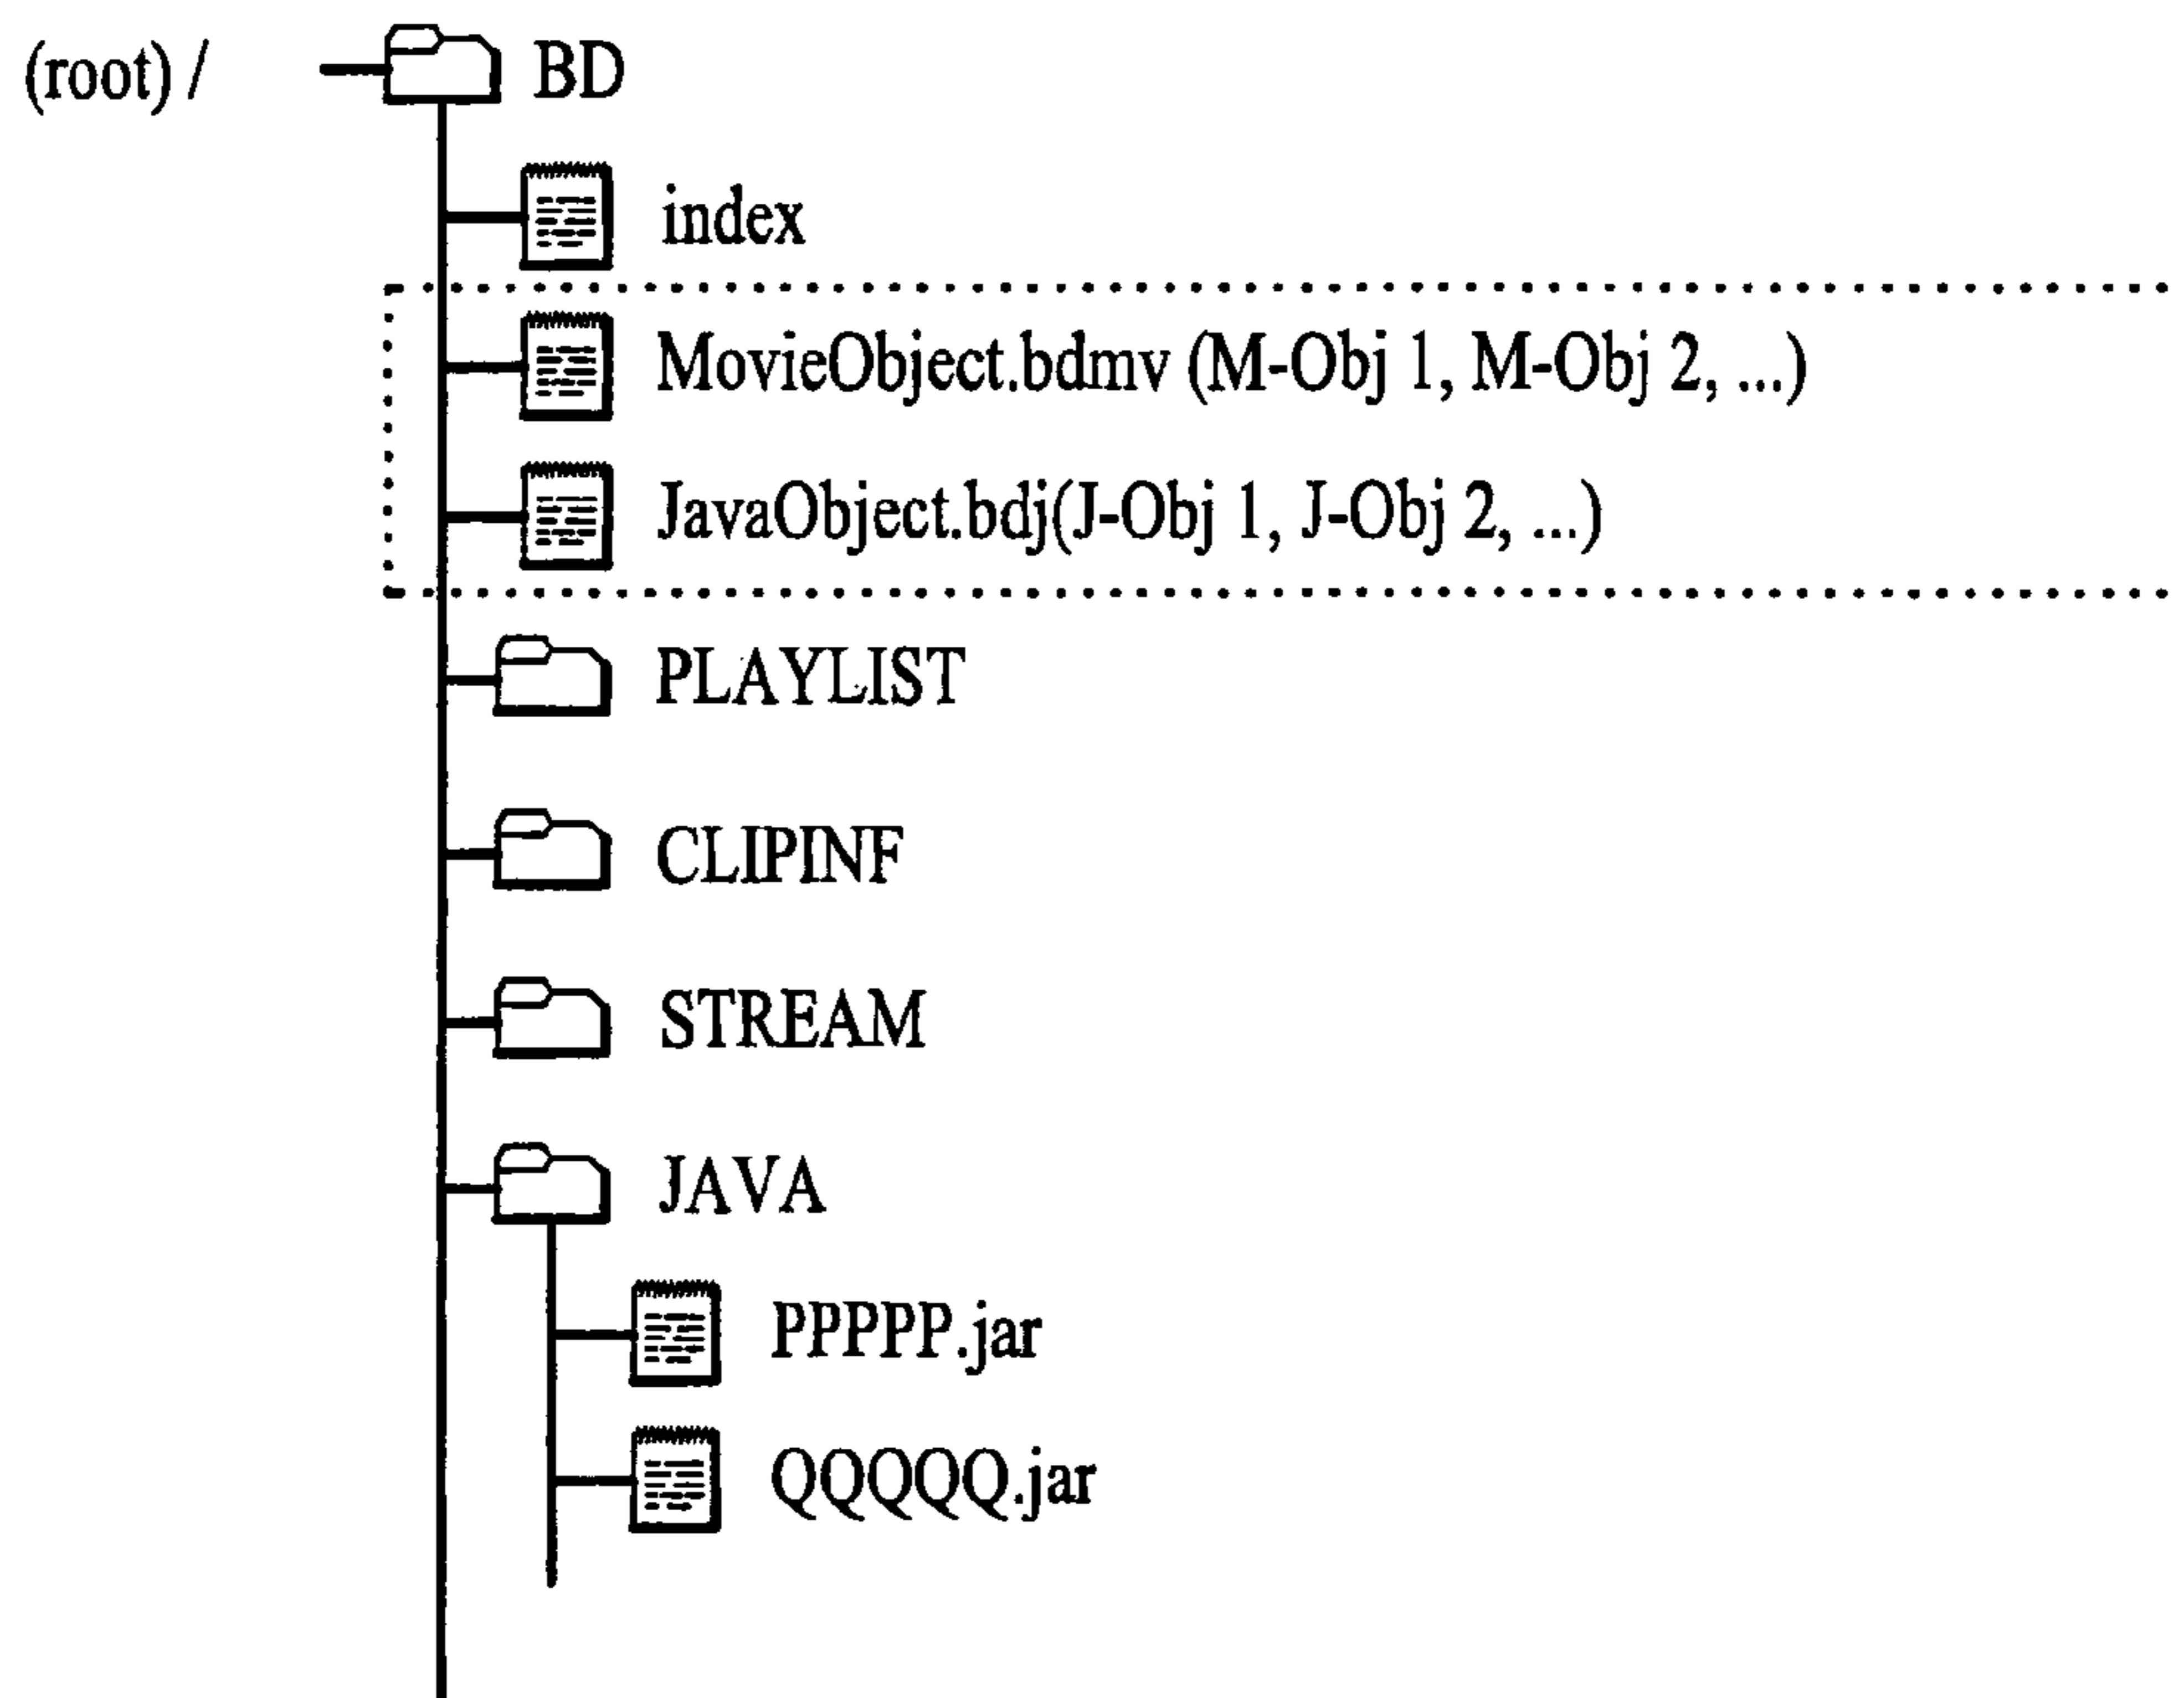 (root) / BD
index
MovieObject.bdmv (M-Obj 1, M-Obj 2, ...)
JavaObject.bdj(J-Obj 1, J-Obj 2, ...)
PLAYLIST
CLIPINF
STREAM
JAVA
PPPPP.jar
QQQQQ.jar